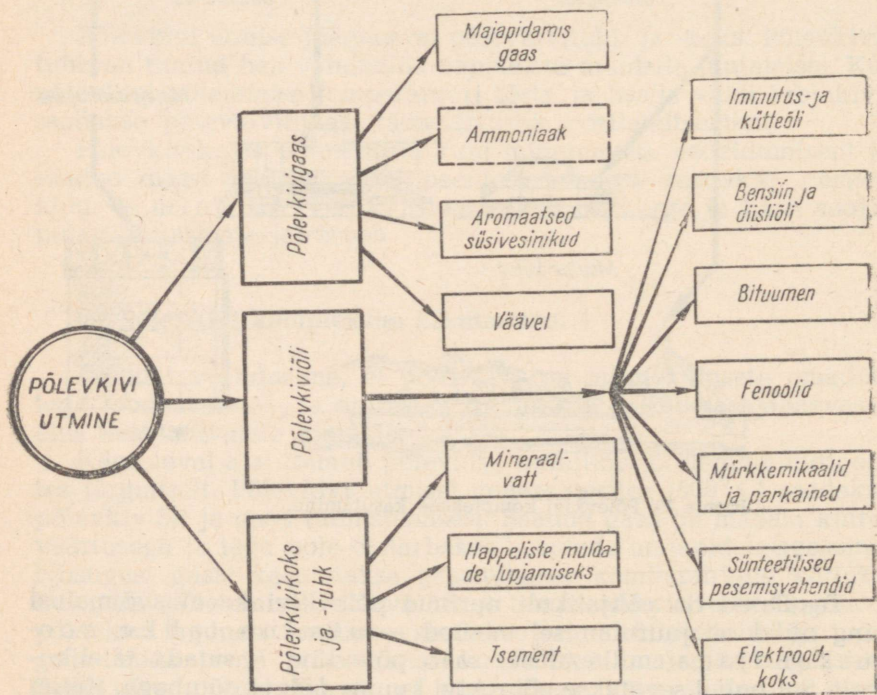 PÕLEVKIVI
UTMINE
Põlevkivigaas
Põlevkiviõli
Põlevkivikoks
ja -tuhk
Majapidamis
gaas
Ammoniaak
Aromaatsed
süsivesinikud
Väävel
Mineraal-
vatt
Happeliste mulda-
de lupjamiseks
Tsement
Immutus-ja
kütteõli
Bensiin ja
diisliõli
Bituumen
Fenoolid
Mürkkemikaalid
ja parkained
Sünteetilised
pesemisvahendid
Elektrood-
koks